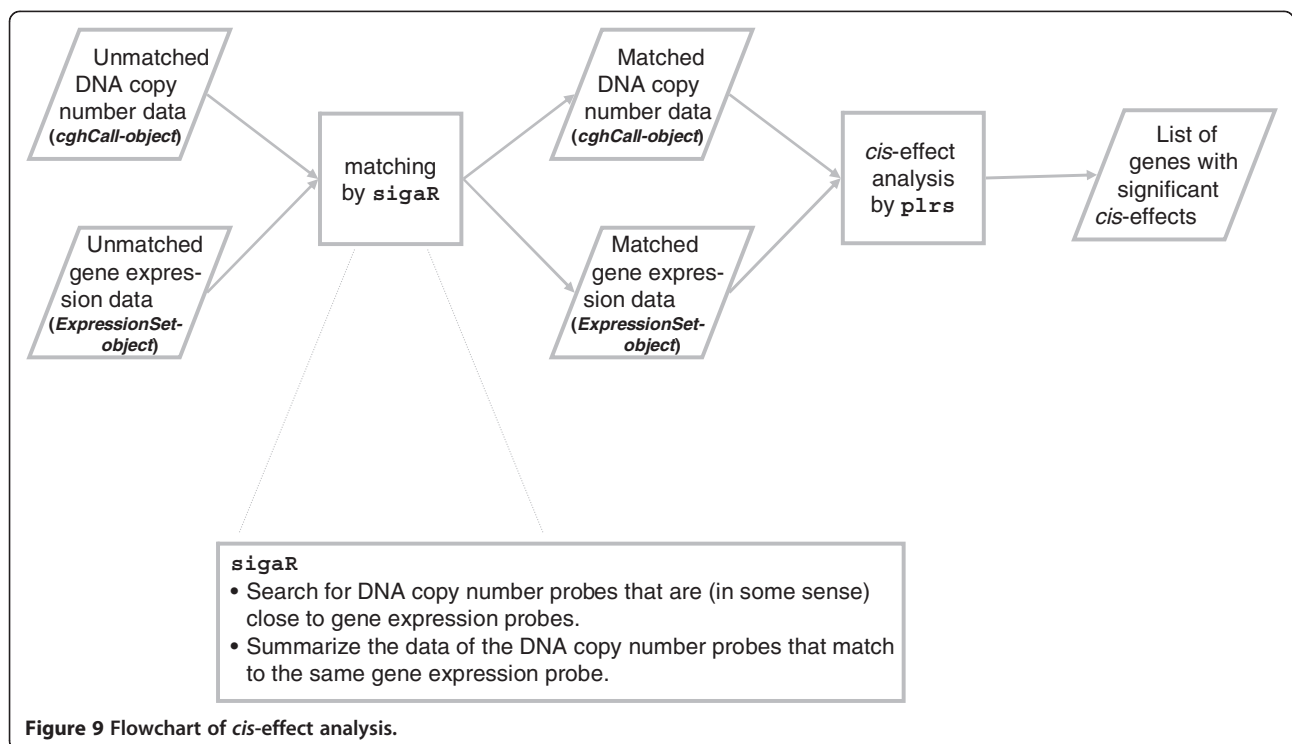 Unmatched
DNA copy
number data
(cghCall-object)
Unmatched
gene expres-
sion data
(ExpressionSet-
object)
matching
by sigaR
Matched
DNA copy
number data
(cghCall-object)
Matched
gene expres-
sion data
(ExpressionSet-
object)
cis-effect
analysis
by plrs
List of
genes with
significant
cis-effects
sigaR
• Search for DNA copy number probes that are (in some sense)
close to gene expression probes.
• Summarize the data of the DNA copy number probes that match
to the same gene expression probe.
Figure 9 Flowchart of cis-effect analysis.